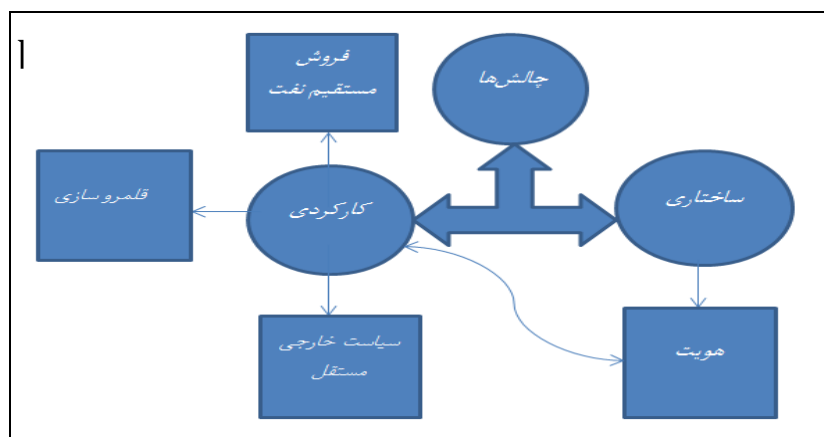 آ
فروش
مستقیم نفت
چالش‌ها
قلمروسازی
کارکردی
ساختاری
سیاست خارجی
مستقل
هویت